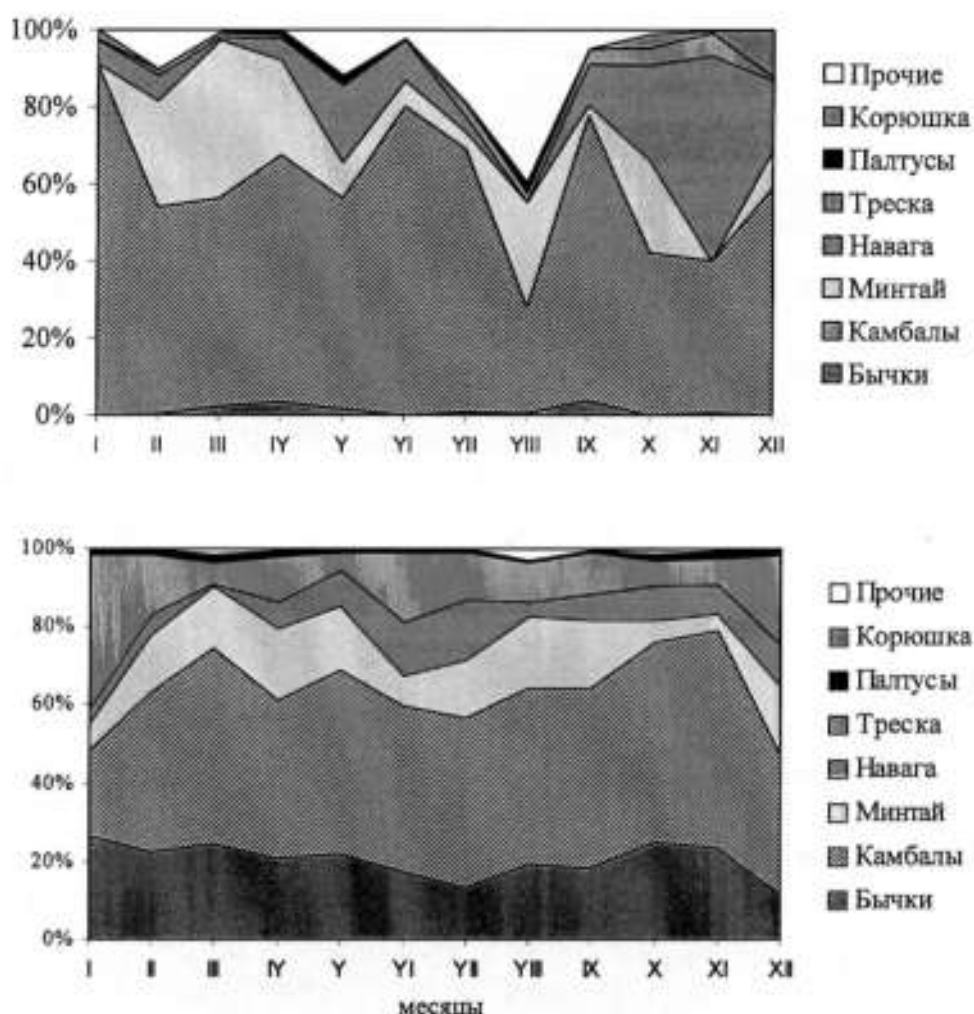 100%
80%
60%
40%
20%
0%
I II III IY Y YI YII YIII IX X XI XII
Прочие
Корюшка
Палтусы
Треска
Навага
Минтай
Камбалы
Бычки
100%
80%
60%
40%
20%
0%
I II III IY Y YI YII YIII IX X XI XII
месяцы
Прочие
Корюшка
Палтусы
Треска
Навага
Минтай
Камбалы
Бычки